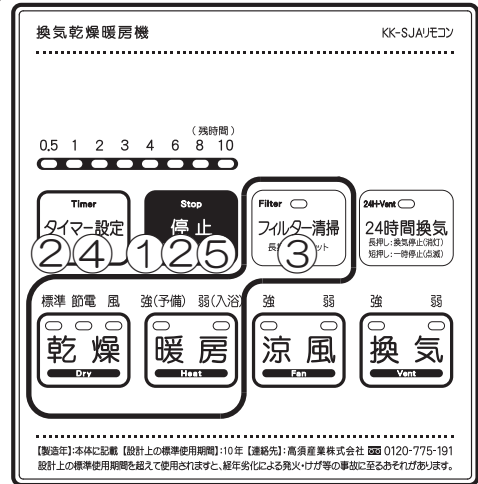 換気乾燥暖房機 KK-SJAリモコン
(残時間)
0.5 1 2 3 4 6 8 10
Timer Stop Filter 24H•Vent
タイマー設定 停止 フィルター清掃 24時間換気
長押し:換気停止(消灯)
短押し:一時停止(点滅)
② ④ ① ② ⑤ ③
標準 節電 風 強(予備) 弱(入浴) 強 弱 強 弱
乾燥 暖房 涼風 換気
Dry Heat Fan Vent
【製造年】:本体に記載 【設計上の標準使用期間】:10年 【連絡先】:高須産業株式会社 0120-775-191
設計上の標準使用期間を超えて使用されますと、経年劣化による発火・けが等の事故に至るおそれがあります。